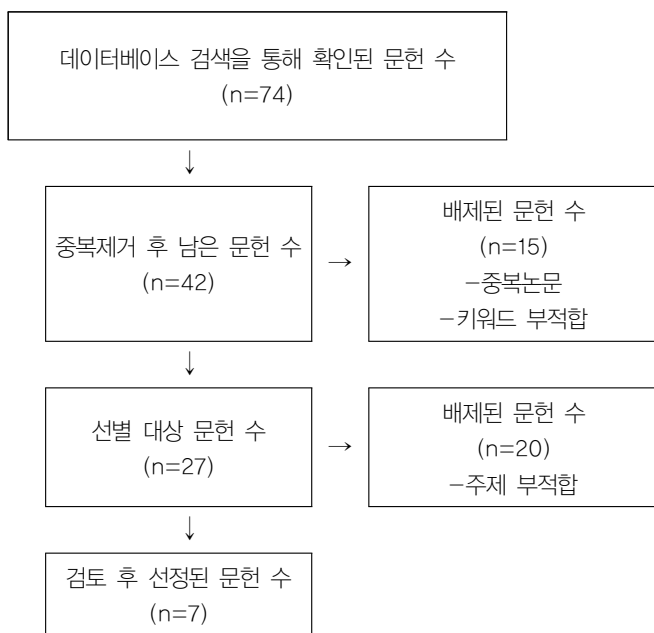 데이터베이스 검색을 통해 확인된 문헌 수
(n=74)
↓
중복제거 후 남은 문헌 수
(n=42)
→
배제된 문헌 수
(n=15)
-중복논문
-키워드 부적합
↓
선별 대상 문헌 수
(n=27)
→
배제된 문헌 수
(n=20)
-주제 부적합
↓
검토 후 선정된 문헌 수
(n=7)